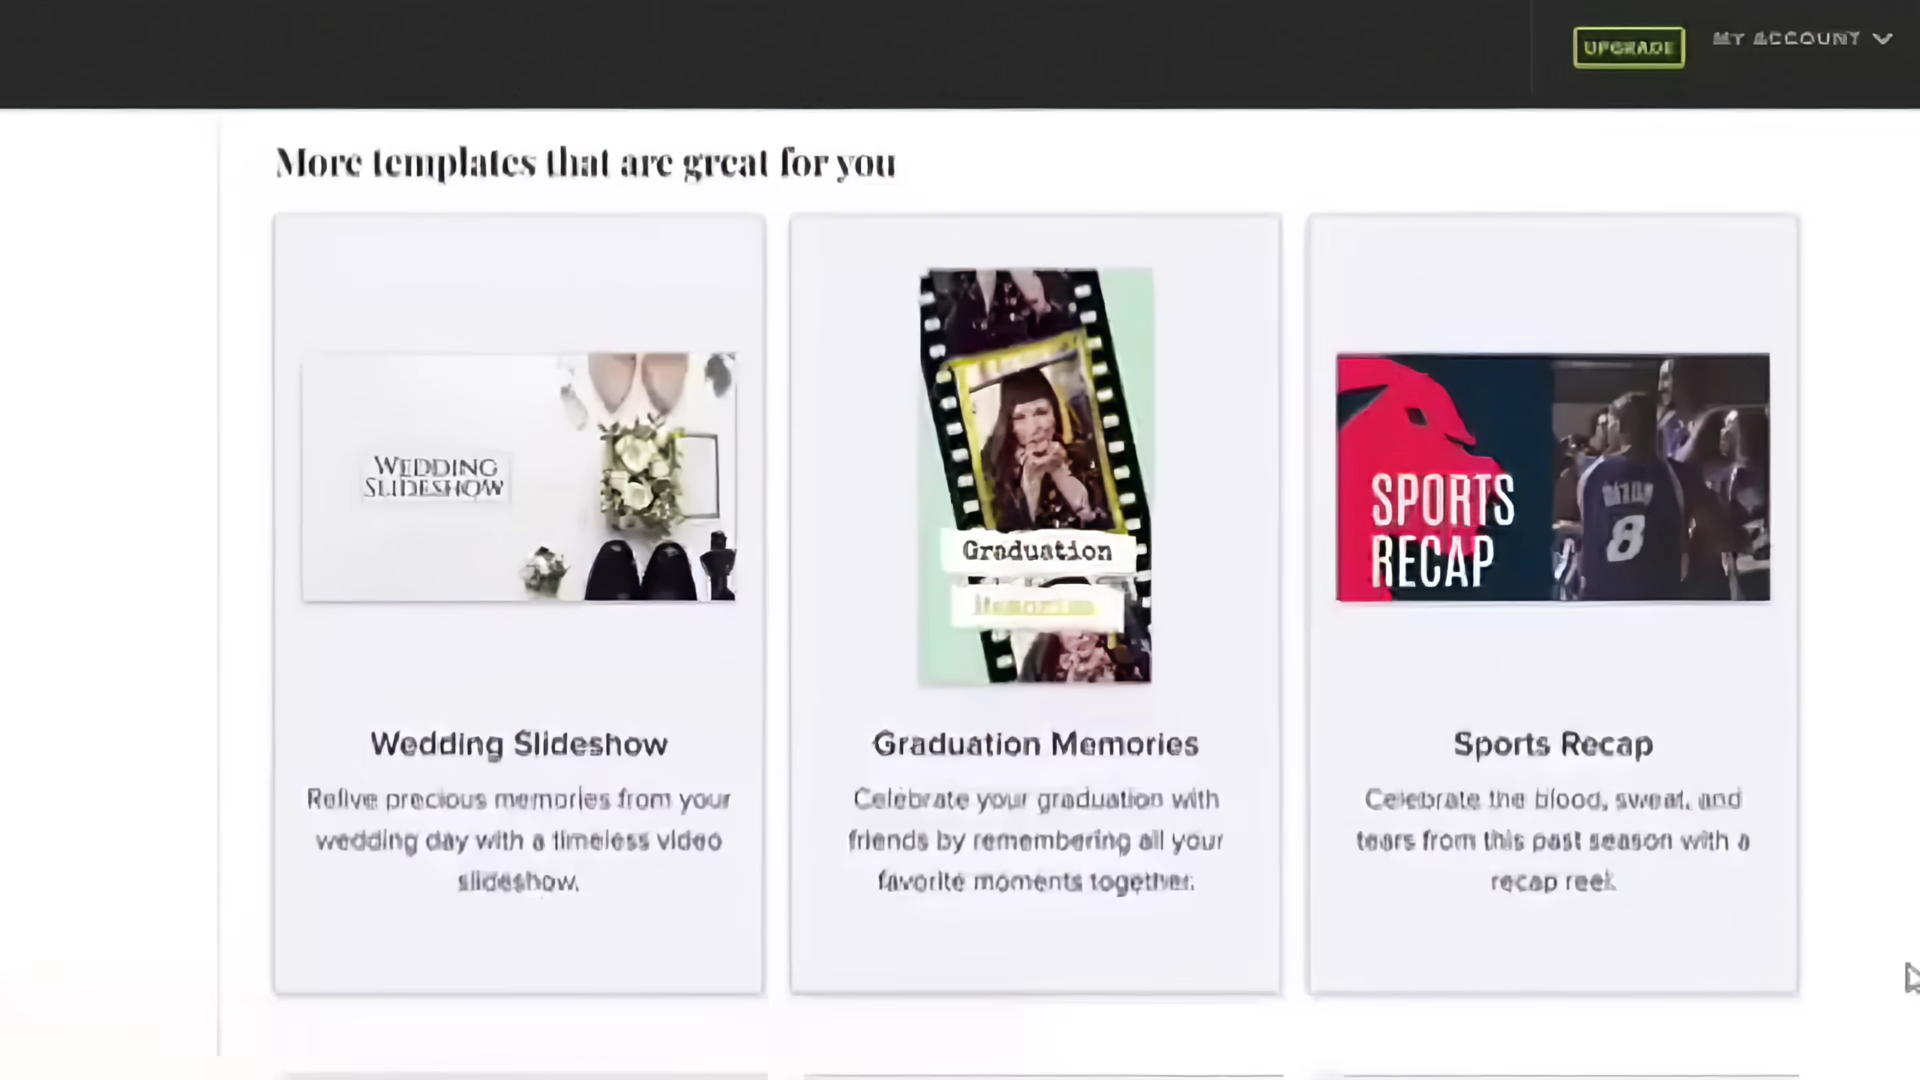 UPGRADE
MY ACCOUNT
More templates that are great for you
WEDDING
SLIDESHOW
Graduation
Memories
SPORTS
RECAP
8
Wedding Slideshow
Graduation Memories
Sports Recap
Relive precious memories from your
wedding day with a timeless video
slideshow.
Celebrate your graduation with
friends by remembering all your
favorite moments together.
Celebrate the blood, sweat, and
tears from this past season with a
recap reel.